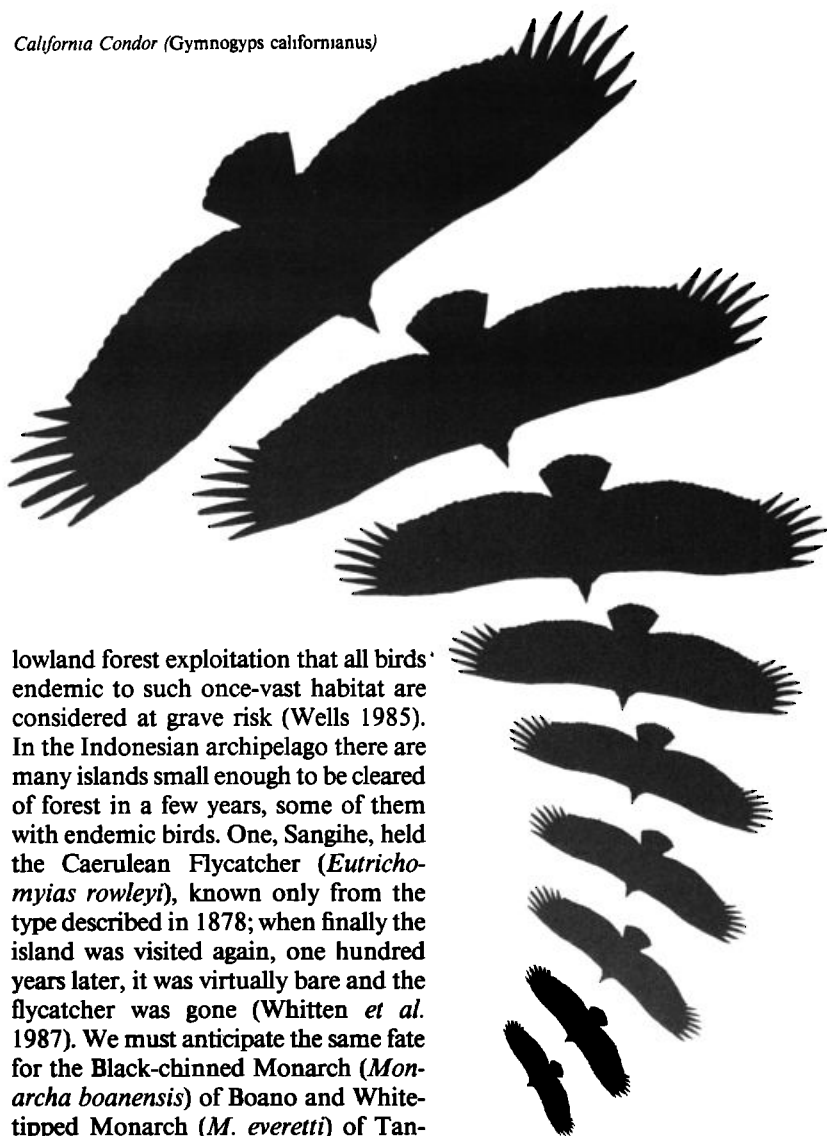 California Condor (Gymnogyps californianus)
lowland forest exploitation that all birds
endemic to such once-vast habitat are
considered at grave risk (Wells 1985).
In the Indonesian archipelago there are
many islands small enough to be cleared
of forest in a few years, some of them
with endemic birds. One, Sangihe, held
the Caerulean Flycatcher (Eutricho-
myias rowleyi), known only from the
type described in 1878; when finally the
island was visited again, one hundred
years later, it was virtually bare and the
flycatcher was gone (Whitten et al.
1987). We must anticipate the same fate
for the Black-chinned Monarch (Mon-
archa boanensis) of Boano and White-
tipped Monarch (M. everetti) of Tan-